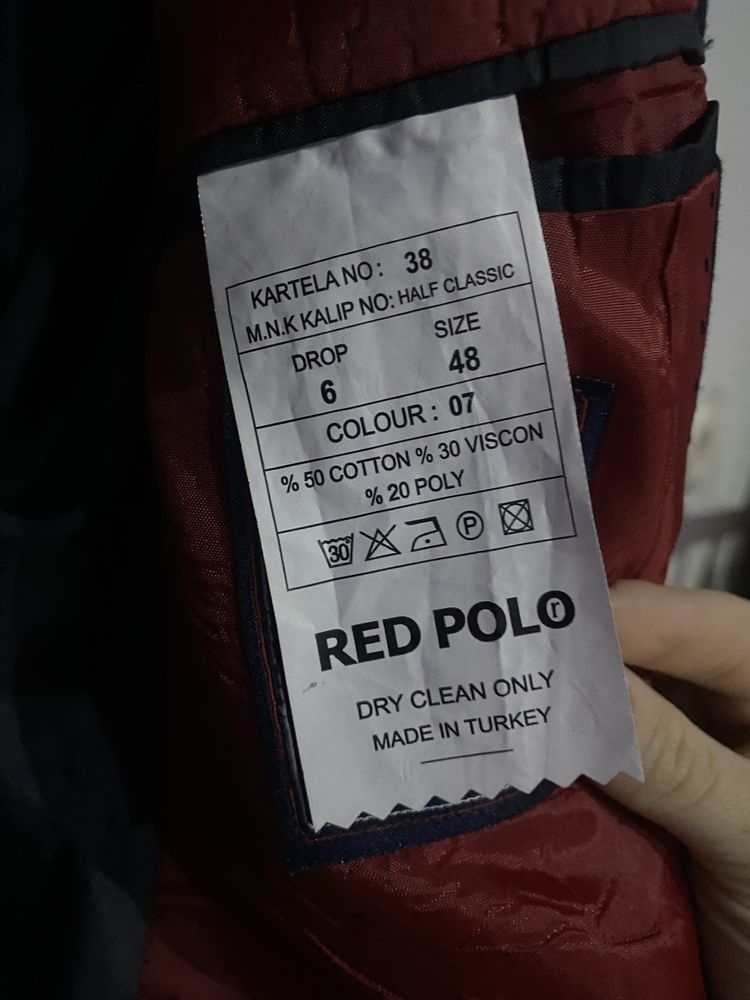 KARTELA NO : 38
M.N.K KALIP NO: HALF CLASSIC
DROP SIZE
6 48
COLOUR : 07
% 50 COTTON % 30 VISCON
% 20 POLY
30 P
RED POLO r
DRY CLEAN ONLY
MADE IN TURKEY